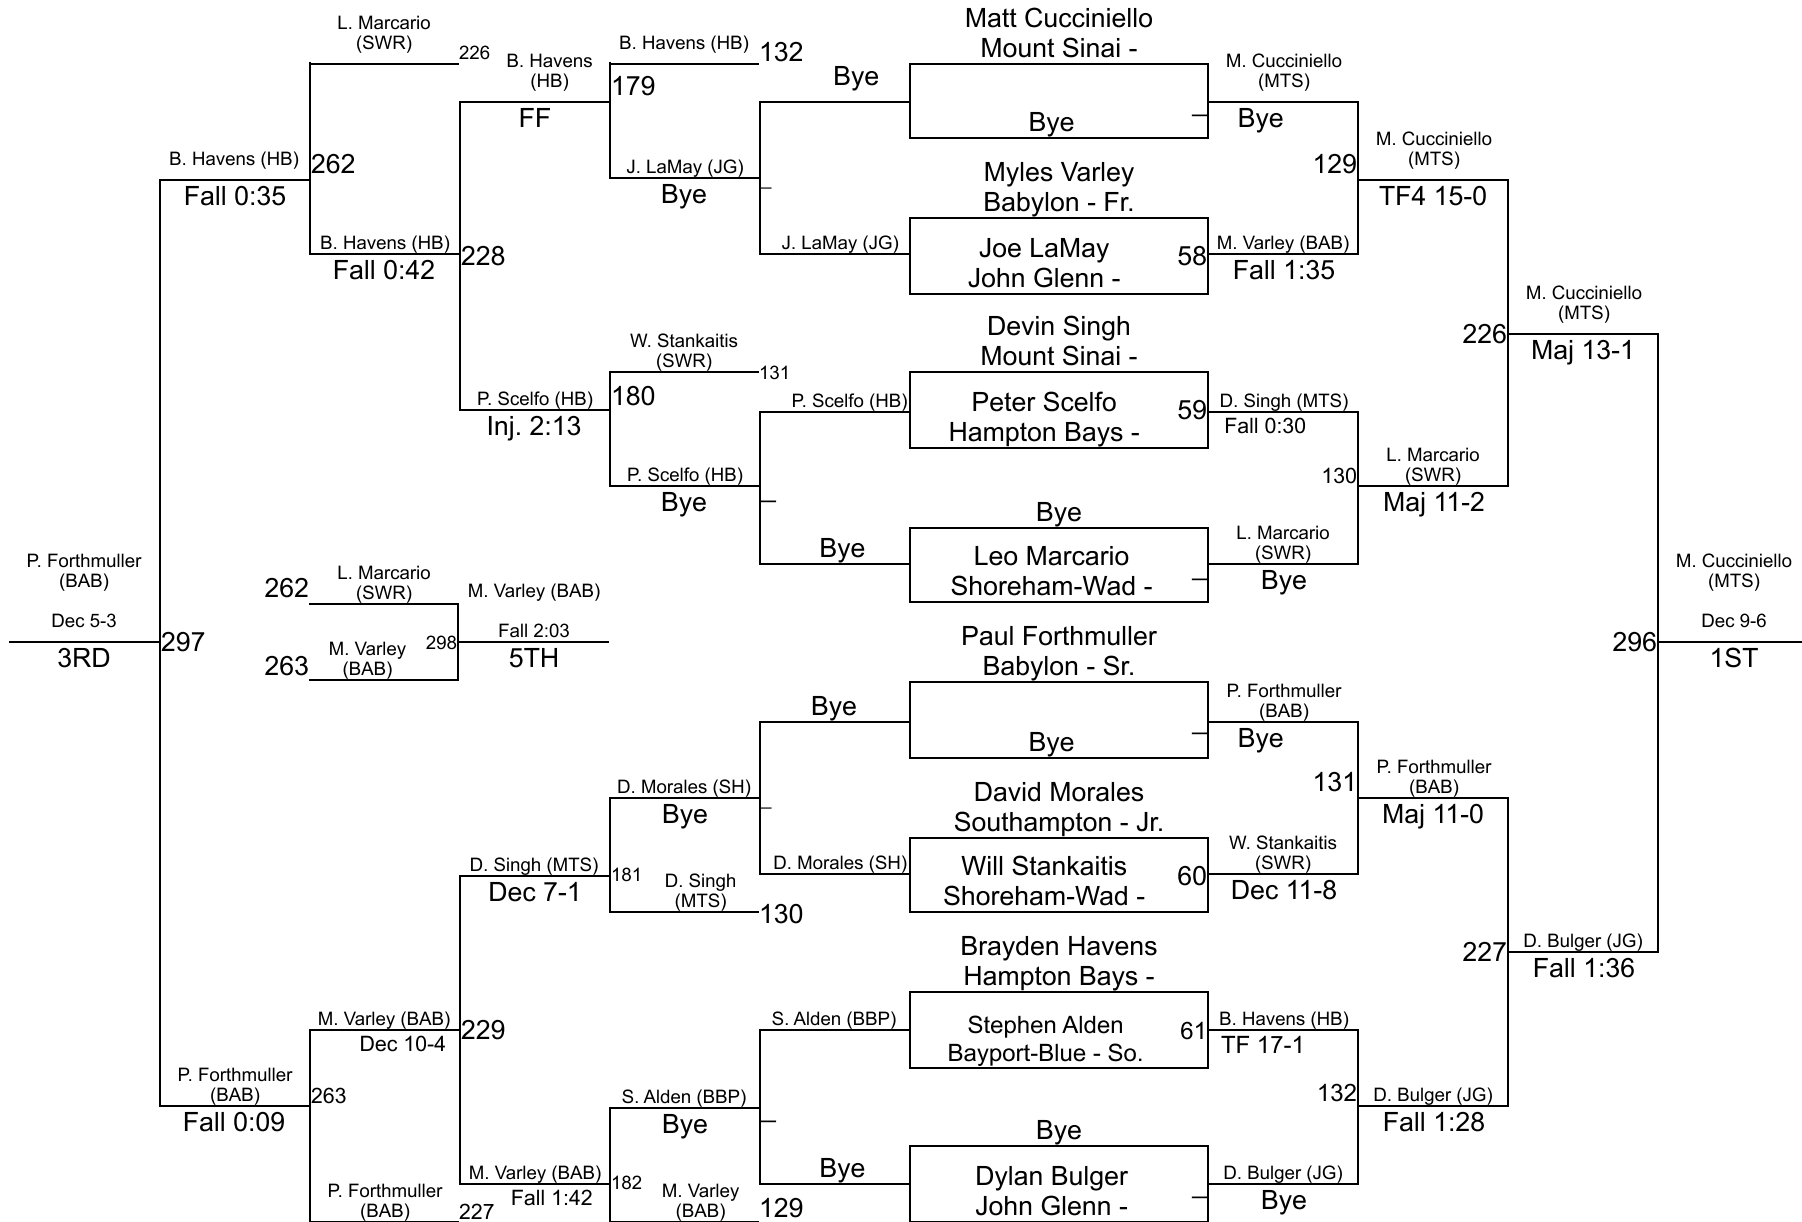 Matt Cucciniello
Mount Sinai -
L. Marcario
(SWR)
226
B. Havens
(HB)
FF
B. Havens (HB)
132
179
Bye
Bye
M. Cucciniello
(MTS)
Bye
B. Havens (HB)
262
Fall 0:35
J. LaMay (JG)
Bye
Myles Varley
Babylon - Fr.
129
M. Cucciniello
(MTS)
TF4 15-0
B. Havens (HB)
228
Fall 0:42
J. LaMay (JG)
Joe LaMay
John Glenn -
58
M. Varley (BAB)
Fall 1:35
Devin Singh
Mount Sinai -
M. Cucciniello
(MTS)
226
Maj 13-1
W. Stankaitis
(SWR)
131
P. Scelfo (HB)
180
Inj. 2:13
P. Scelfo (HB)
Peter Scelfo
Hampton Bays -
59
D. Singh (MTS)
Fall 0:30
P. Scelfo (HB)
Bye
130
L. Marcario
(SWR)
Maj 11-2
Bye
Bye
Leo Marcario
Shoreham-Wad -
L. Marcario
(SWR)
Bye
P. Forthmuller
(BAB)
Dec 5-3
3RD
297
262
L. Marcario
(SWR)
M. Varley (BAB)
263
M. Varley
(BAB)
298
Fall 2:03
5TH
M. Cucciniello
(MTS)
Dec 9-6
296
1ST
Paul Forthmuller
Babylon - Sr.
Bye
Bye
P. Forthmuller
(BAB)
Bye
D. Morales (SH)
Bye
David Morales
Southampton - Jr.
131
P. Forthmuller
(BAB)
Maj 11-0
D. Singh (MTS)
181
Dec 7-1
D. Singh
(MTS)
130
D. Morales (SH)
Will Stankaitis
Shoreham-Wad -
60
W. Stankaitis
(SWR)
Dec 11-8
Brayden Havens
Hampton Bays -
227
D. Bulger (JG)
Fall 1:36
M. Varley (BAB)
229
Dec 10-4
S. Alden (BBP)
Stephen Alden
Bayport-Blue - So.
61
B. Havens (HB)
TF 17-1
P. Forthmuller
(BAB)
263
Fall 0:09
S. Alden (BBP)
Bye
132
D. Bulger (JG)
Fall 1:28
Bye
Bye
Dylan Bulger
John Glenn -
D. Bulger (JG)
Bye
M. Varley (BAB)
182
Fall 1:42
M. Varley
(BAB)
129
P. Forthmuller
(BAB)
227